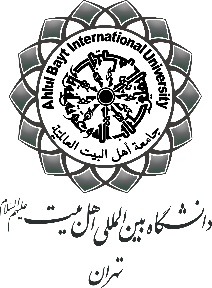 Ahlul Bayt International University
جامعة أهل البيت العالمية
دانشگاه بین المللی اهل بیت علیهم السلام
تهران